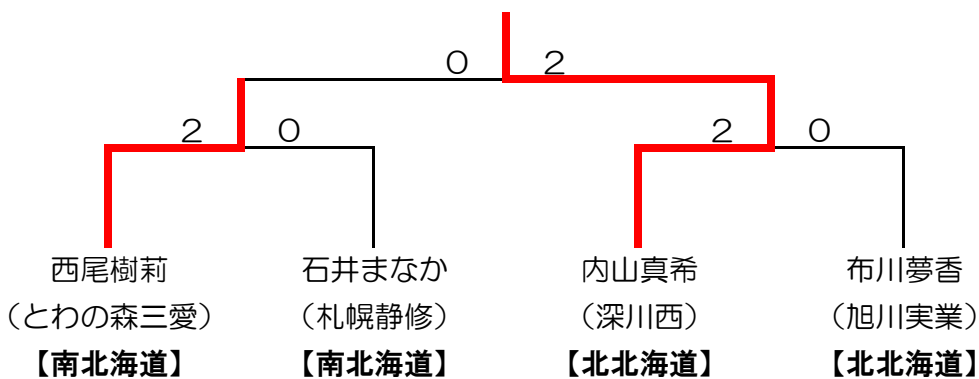 0 2
2 0 2 0
西尾樹莉 石井まなか 内山真希 布川夢香
（とわの森三愛） （札幌静修） （深川西） （旭川実業）
【南北海道】 【南北海道】 【北北海道】 【北北海道】